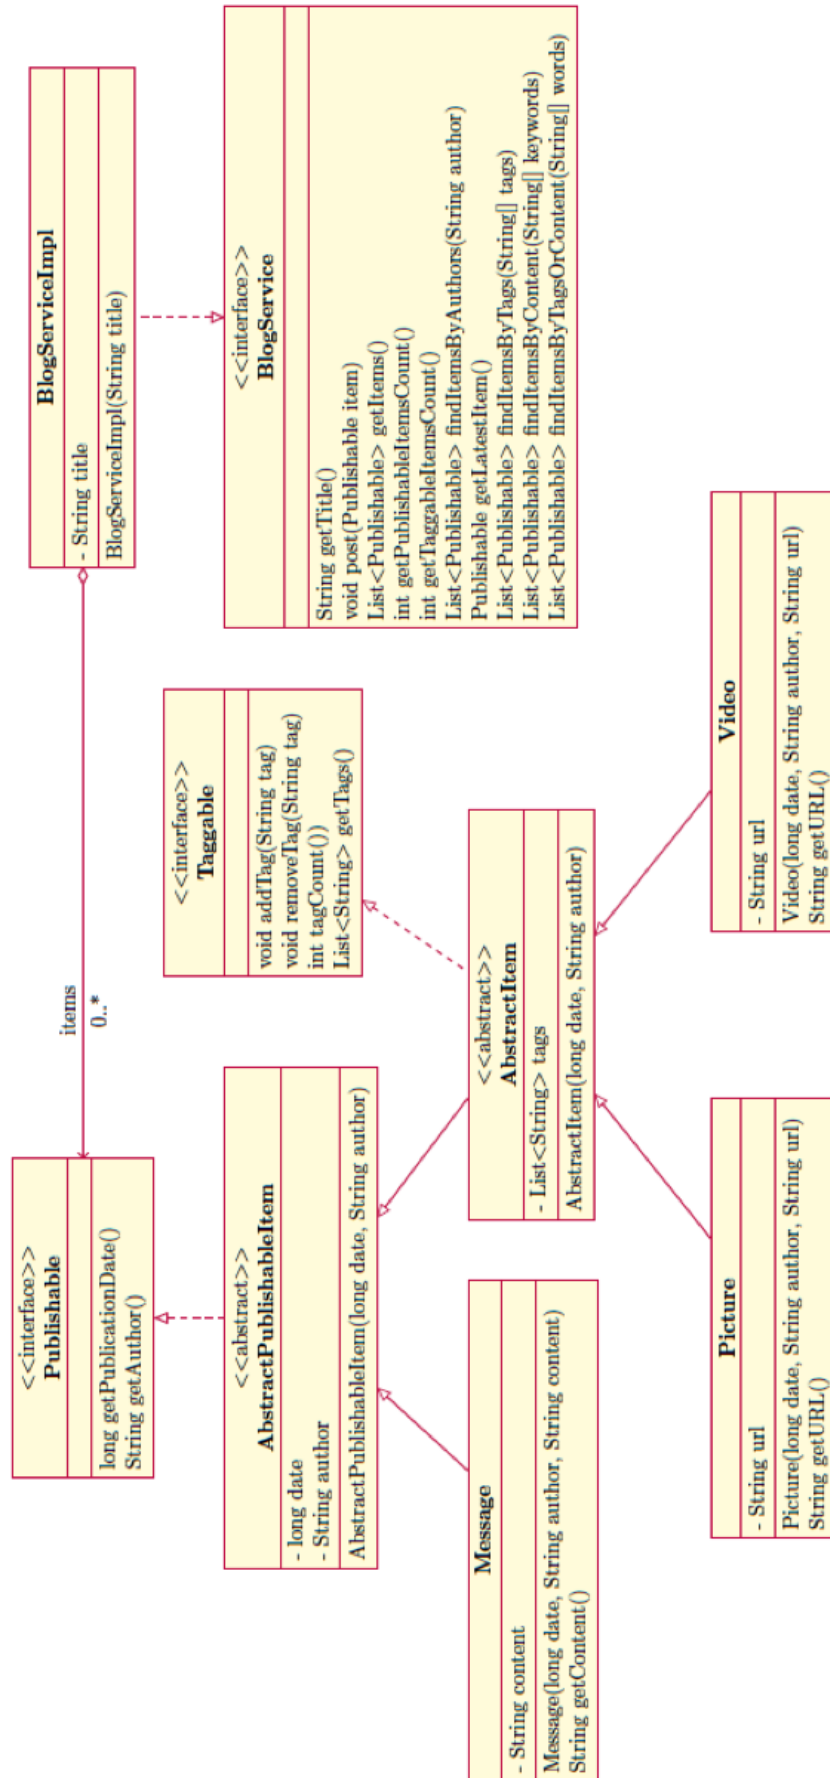 <<interface>>
Publishable
long getPublicationDate()
String getAuthor()
items
0..*
BlogServiceImpl
- String title
BlogServiceImpl(String title)
<<abstract>>
AbstractPublishableItem
- long date
- String author
AbstractPublishableItem(long date, String author)
<<interface>>
Taggable
void addTag(String tag)
void removeTag(String tag)
int tagCount())
List<String> getTags()
<<interface>>
BlogService
String getTitle()
void post(Publishable item)
List<Publishable> getItems()
int getPublishableItemsCount()
int getTaggableItemsCount()
List<Publishable> findItemsByAuthors(String author)
Publishable getLatestItem()
List<Publishable> findItemsByTags(String[] tags)
List<Publishable> findItemsByContent(String[] keywords)
List<Publishable> findItemsByTagsOrContent(String[] words)
Message
- String content
Message(long date, String author, String content)
String getContent()
<<abstract>>
AbstractItem
- List<String> tags
AbstractItem(long date, String author)
Picture
- String url
Picture(long date, String author, String url)
String getURL()
Video
- String url
Video(long date, String author, String url)
String getURL()